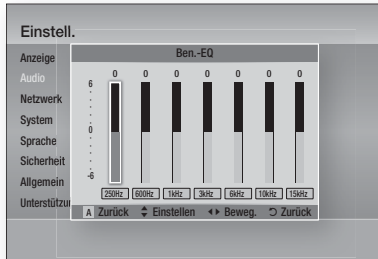 Einstell.
Anzeige
Audio
Netzwerk
System
Sprache
Sicherheit
Allgemein
Unterstützu
Ben.-EQ
0 0 0 0 0 0 0
6
0
-6
250Hz 600Hz 1kHz 3kHz 6kHz 10kHz 15kHz
A Zurück Einstellen Beweg. Zurück